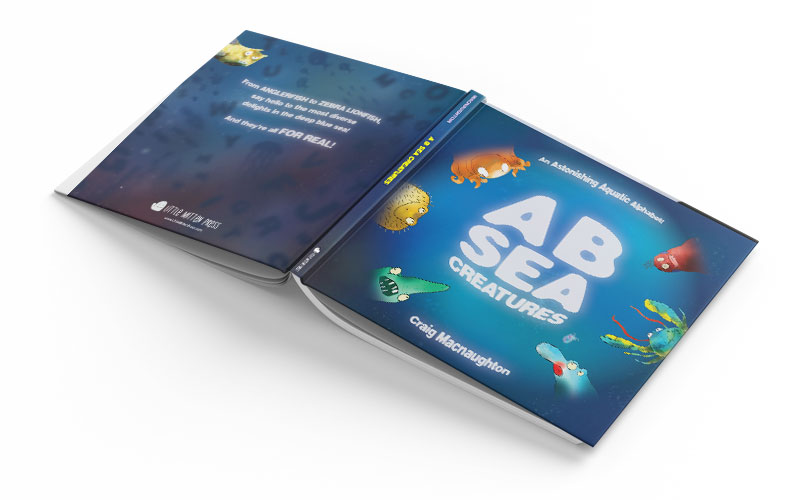 From ANGLERFISH to ZEBRA LIONFISH,
say hello to the most diverse
delights in the deep blue sea!
And they're all FOR REAL!
LITTLE MITTEN PRESS
MACNAUGHTON
A B SEA CREATURES
An Astonishing Aquatic Alphabet!
A B
SEA
CREATURES
Craig Macnaughton